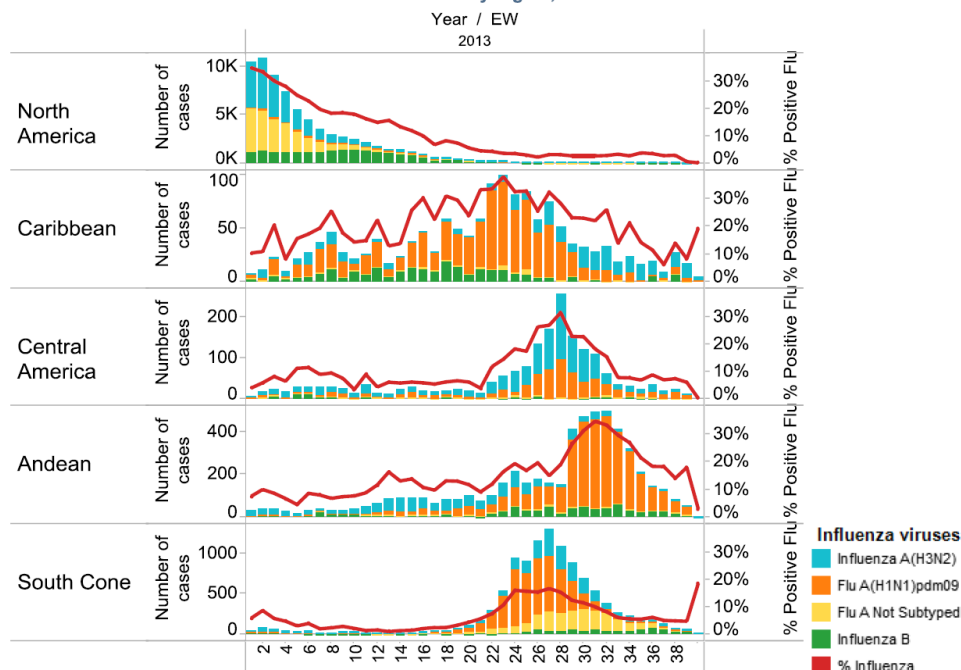 Year / EW
2013
North
America
Number of
cases
10K
5K
0K
30%
20%
10%
0%
% Positive Flu
Caribbean
Number of
cases
100
50
0
30%
20%
10%
0%
% Positive Flu
Central
America
Number of
cases
200
100
0
30%
20%
10%
0%
% Positive Flu
Andean
Number of
cases
400
200
0
30%
20%
10%
0%
% Positive Flu
South Cone
Number of
cases
1000
500
0
30%
20%
10%
0%
% Positive Flu
2 4 6 8 10 12 14 16 18 20 22 24 26 28 30 32 34 36 38
Influenza viruses
Influenza A(H3N2)
Flu A(H1N1)pdm09
Flu A Not Subtyped
Influenza B
% Influenza